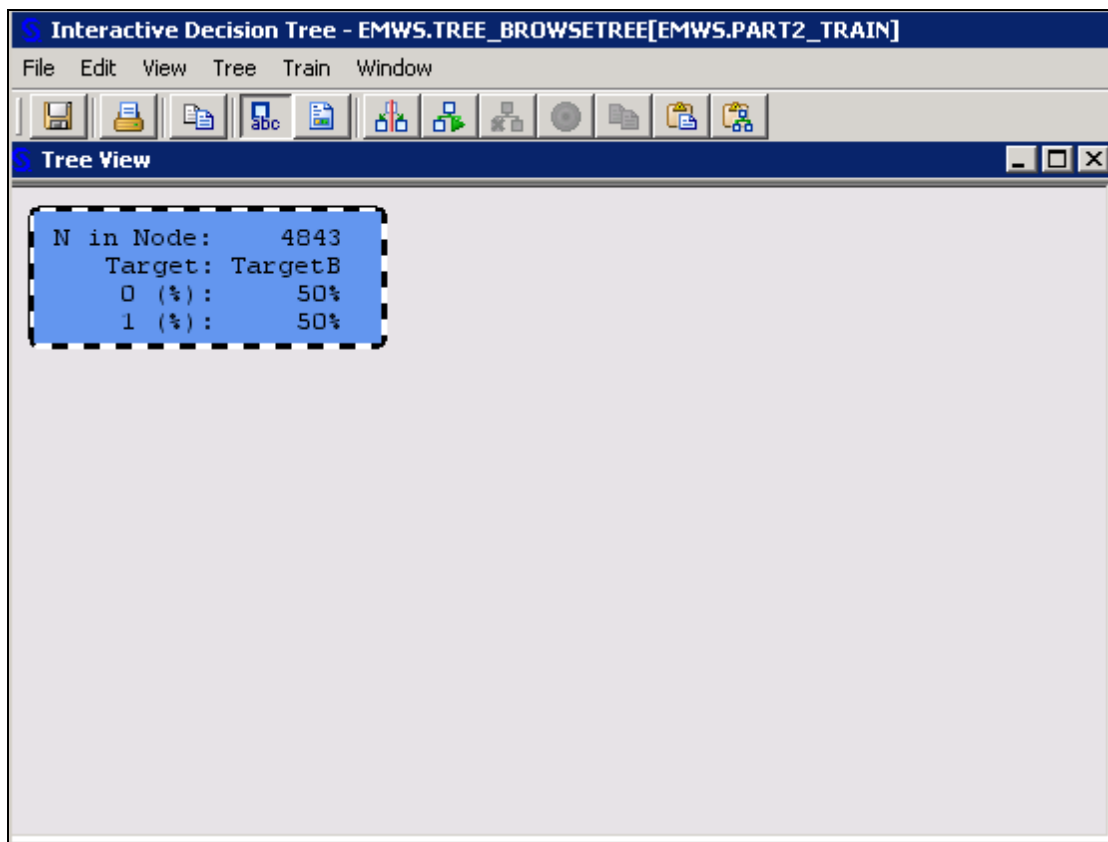 Interactive Decision Tree - EMWS.TREE_BROWSETREE[EMWS.PART2_TRAIN]
File Edit View Tree Train Window
abc
Tree View
N in Node: 4843
Target: TargetB
0 (%): 50%
1 (%): 50%